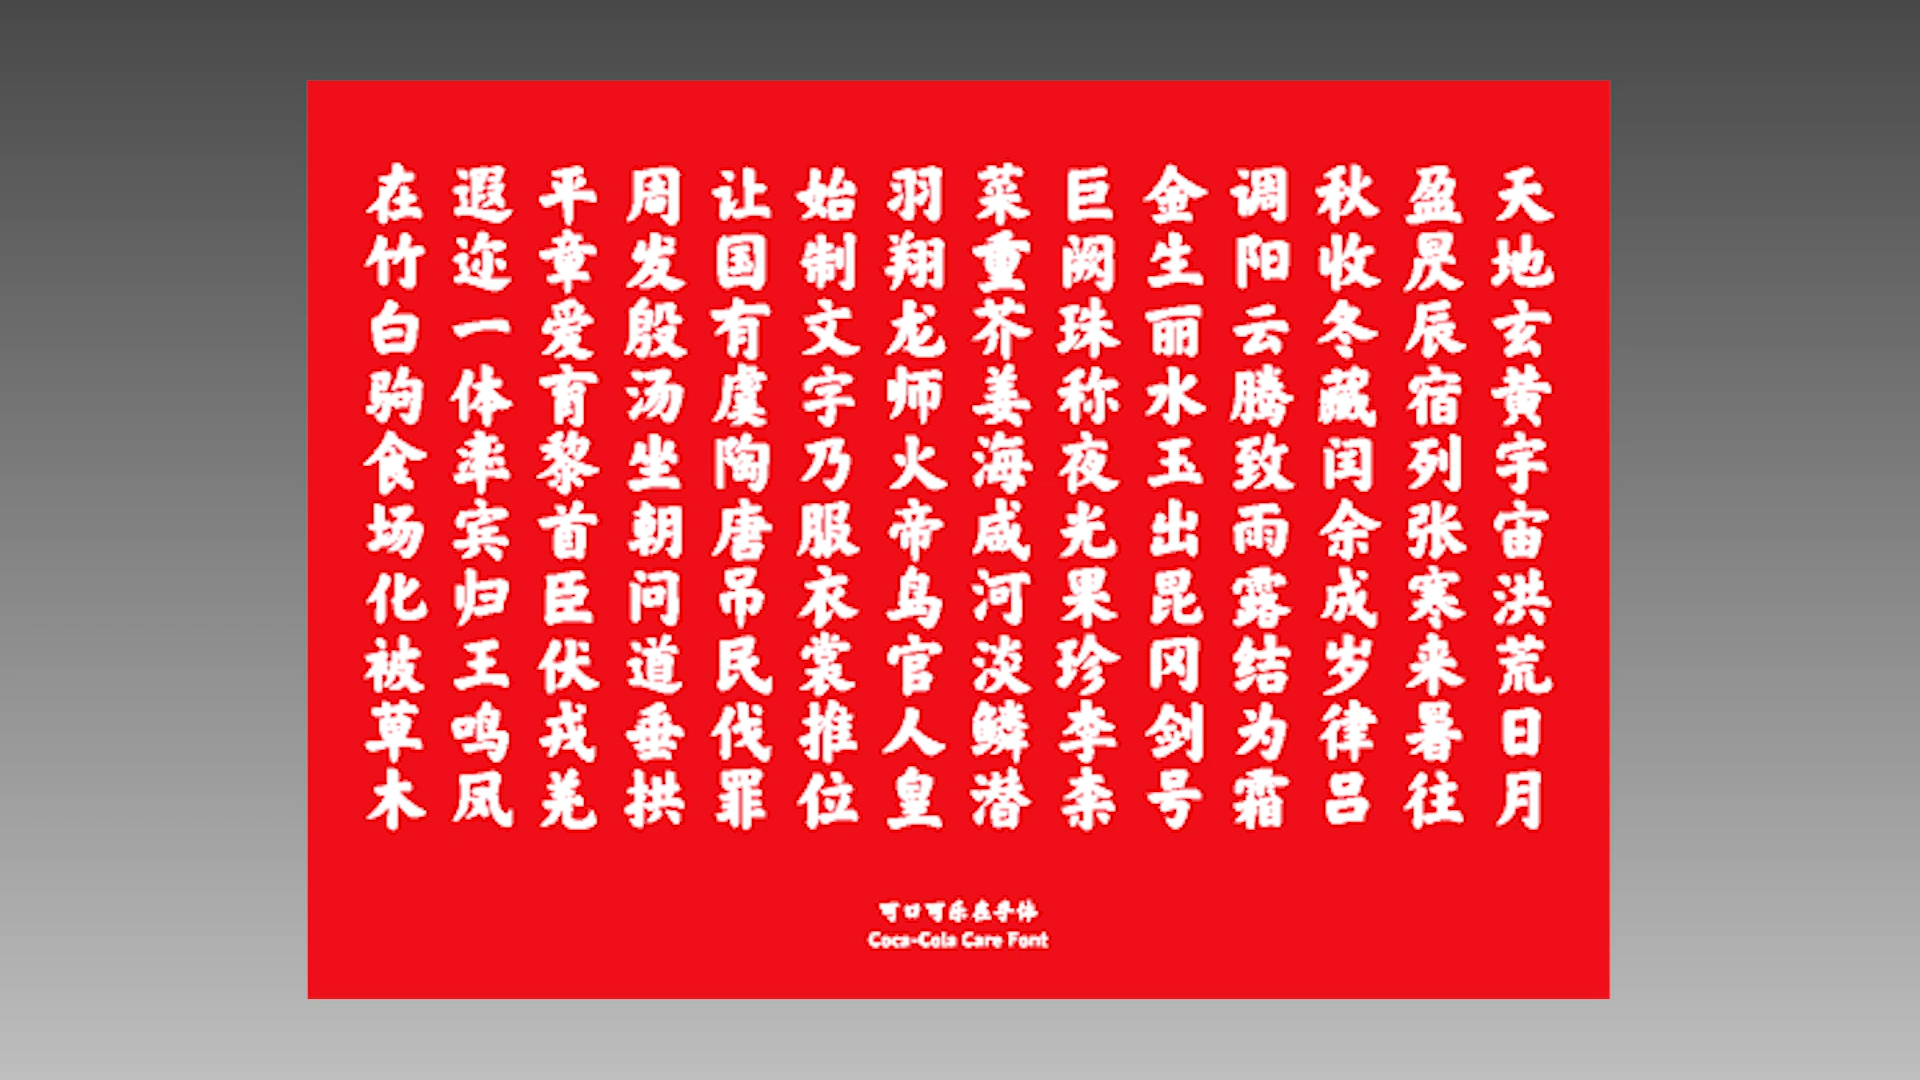 天地玄黄宇宙洪荒日月
盈昃辰宿列张寒来暑往
秋收冬藏闰余成岁律吕
调阳云腾致雨露结为霜
金生丽水玉出昆冈剑号
巨阙珠称夜光果珍李柰
菜重芥姜海咸河淡鳞潜
羽翔龙师火帝鸟官人皇
始制文字乃服衣裳推位
让国有虞陶唐吊民伐罪
周发殷汤坐朝问道垂拱
平章爱育黎首臣伏戎羌
遐迩一体率宾归王鸣凤
在竹白驹食场化被草木
可口可乐在乎体
Coca-Cola Care Font